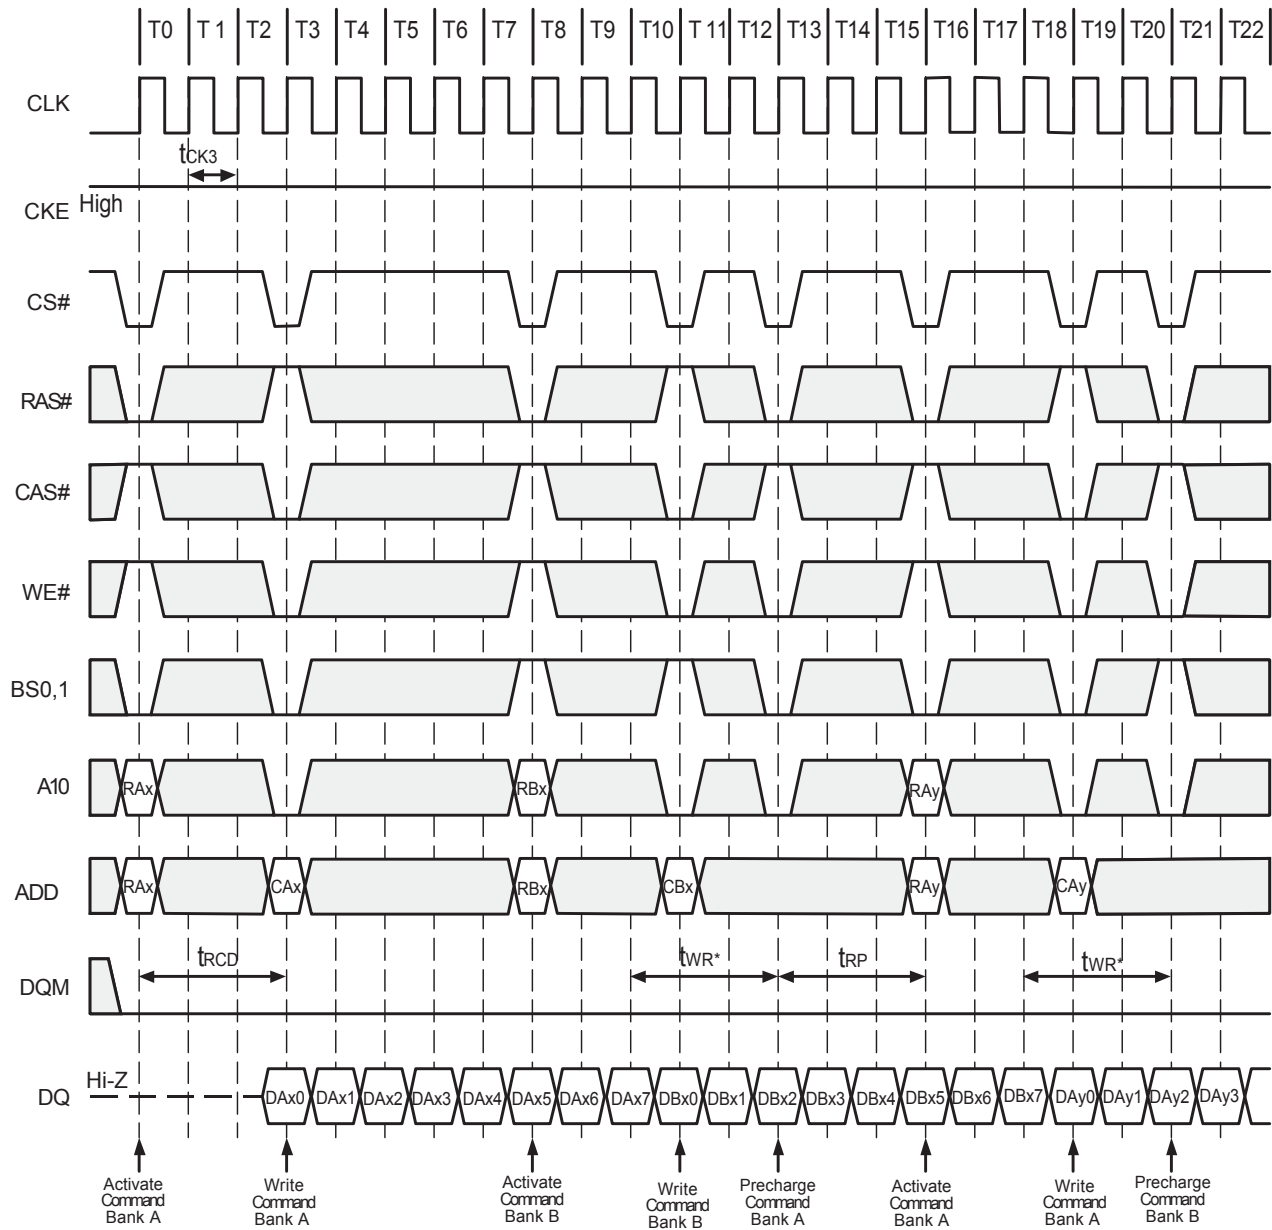 T0 T 1 T2 T3 T4 T5 T6 T7 T8 T9 T10 T 11 T12 T13 T14 T15 T16 T17 T18 T19 T20 T21 T22
CLK
tCK3
CKE High
CS#
RAS#
CAS#
WE#
BS0,1
A10 RAx RBx RAy
ADD RAx CAx RBx CBx RAy CAy
tRCD tWR* tRP tWR*
DQM
Hi-Z
DQ DAx0 DAx1 DAx2 DAx3 DAx4 DAx5 DAx6 DAx7 DBx0 DBx1 DBx2 DBx3 DBx4 DBx5 DBx6 DBx7 DAy0 DAy1 DAy2 DAy3
Activate Write Activate Write Precharge Activate Write Precharge
Command Command Command Command Command Command Command Command
Bank A Bank A Bank B Bank B Bank A Bank A Bank A Bank B